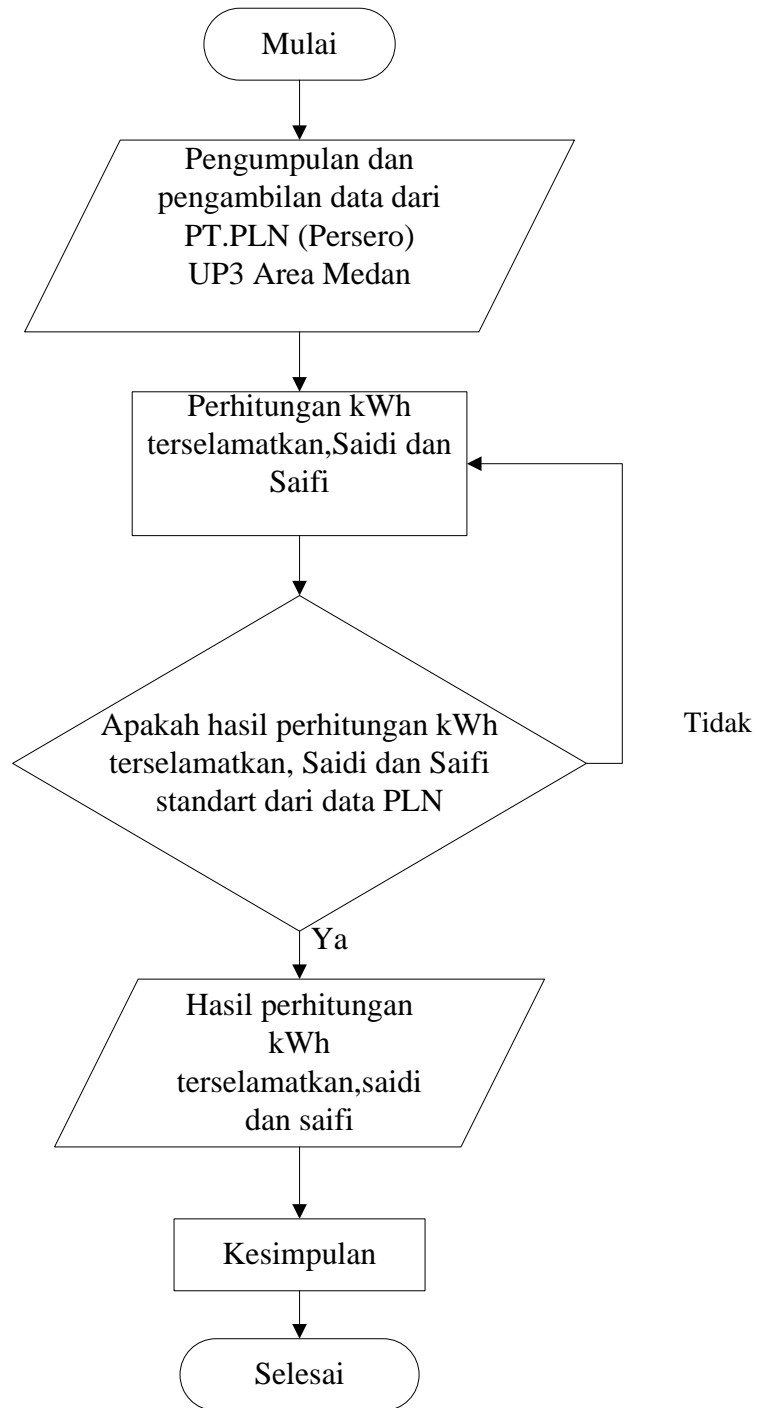 Mulai
Pengumpulan dan
pengambilan data dari
PT.PLN (Persero)
UP3 Area Medan
Perhitungan kWh
terselamatkan,Saidi dan
Saifi
Apakah hasil perhitungan kWh
terselamatkan, Saidi dan Saifi
standart dari data PLN
Tidak
Ya
Hasil perhitungan
kWh
terselamatkan,saidi
dan saifi
Kesimpulan
Selesai